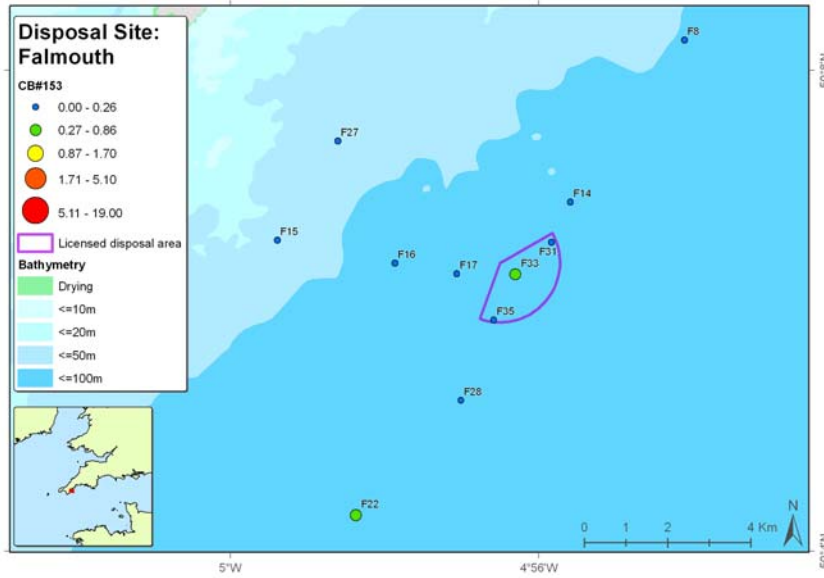 Disposal Site:
Falmouth
CB#153
0.00 - 0.26
0.27 - 0.86
0.87 - 1.70
1.71 - 5.10
5.11 - 19.00
Licensed disposal area
Bathymetry
Drying
<=10m
<=20m
<=50m
<=100m
F8
F27
F14
F15
F31
F16
F17
F33
F35
F28
F22
N
0 1 2 4 Km
5°W
4°56'W
50°8'N